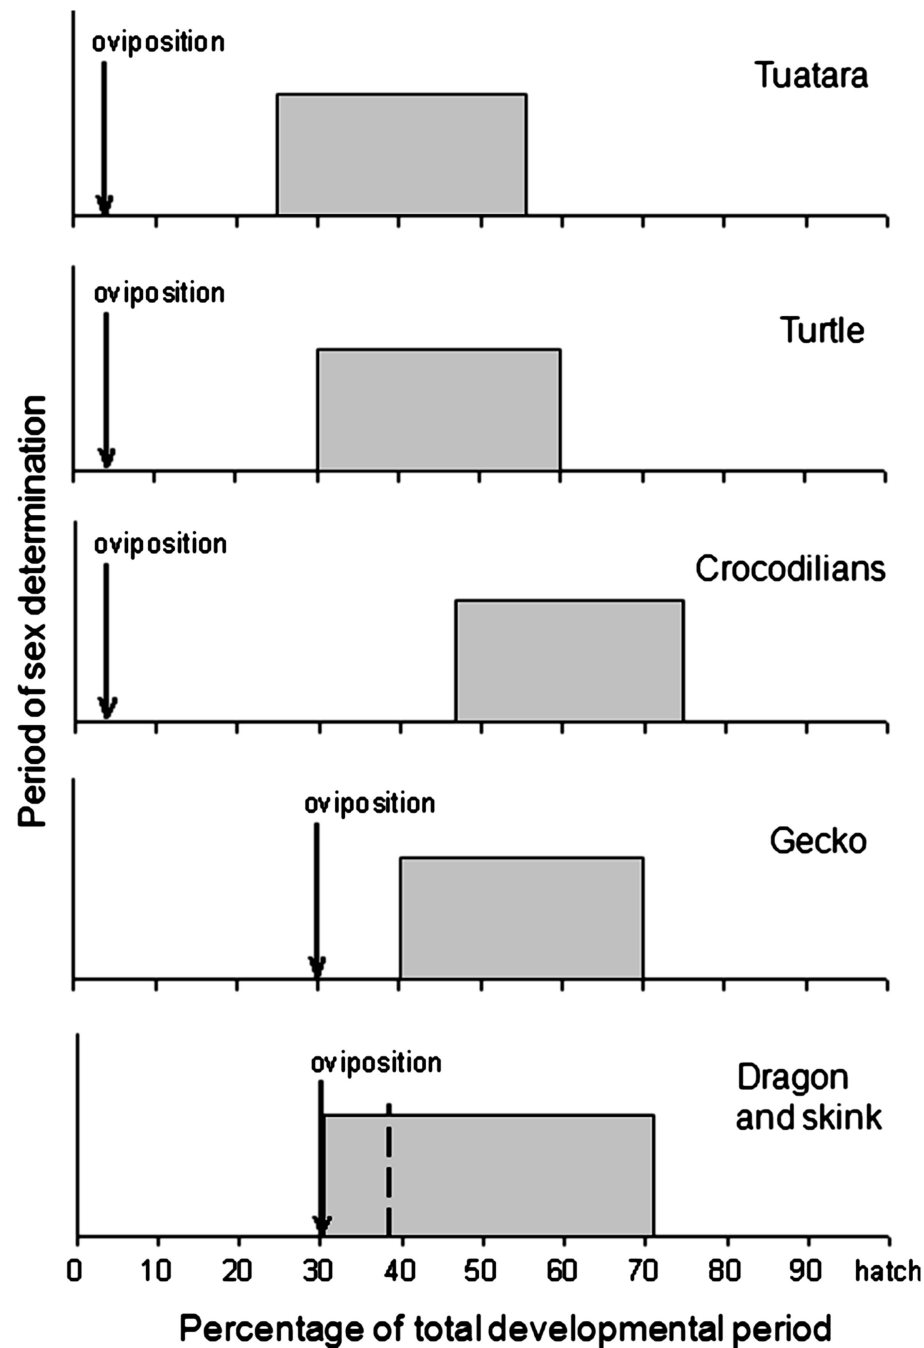 oviposition
Tuatara
oviposition
Turtle
oviposition
Crocodilians
oviposition
Gecko
oviposition
Dragon
and skink
Period of sex determination
0 10 20 30 40 50 60 70 80 90 hatch
Percentage of total developmental period